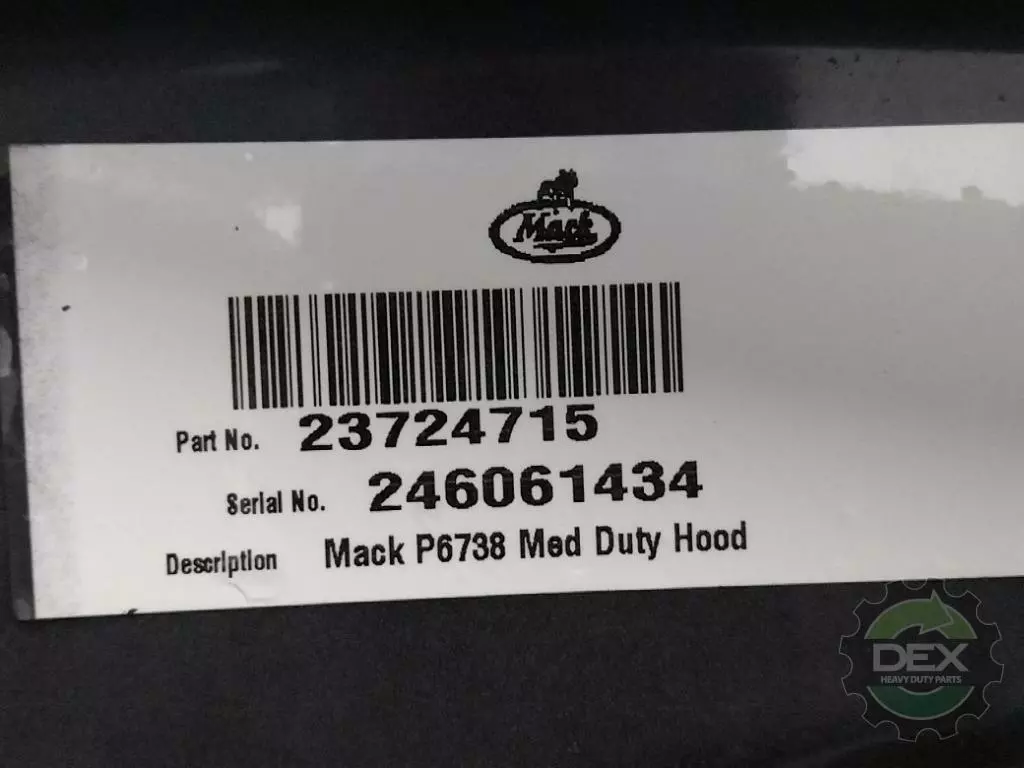 Mack
Part No. 23724715
Serial No. 246061434
Description Mack P6738 Med Duty Hood
DEX
HEAVY DUTY PARTS